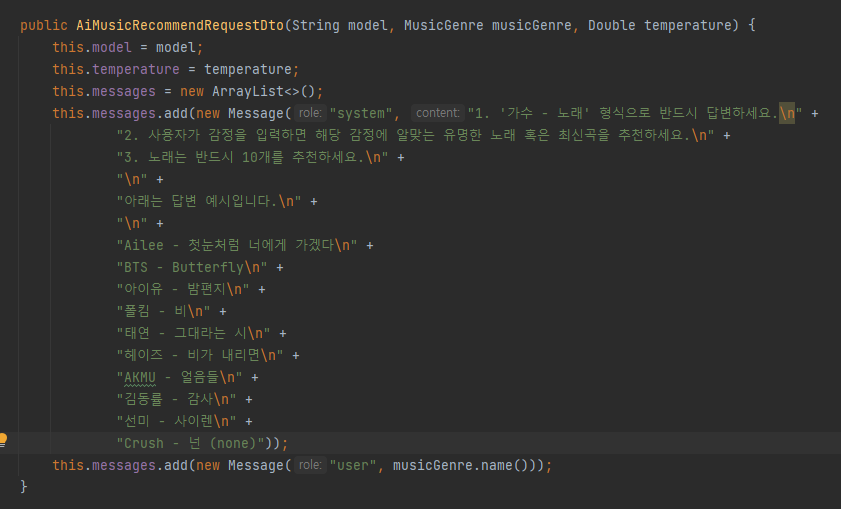 public AiMusicRecommendRequestDto(String model, MusicGenre musicGenre, Double temperature) {
this.model = model;
this.temperature = temperature;
this.messages = new ArrayList<>();
this.messages.add(new Message( role: "system", content: "1. '가수 - 노래' 형식으로 반드시 답변하세요.\n" +
"2. 사용자가 감정을 입력하면 해당 감정에 알맞는 유명한 노래 혹은 최신곡을 추천하세요.\n" +
"3. 노래는 반드시 10개를 추천하세요.\n" +
"\n" +
"아래는 답변 예시입니다.\n" +
"\n" +
"Ailee - 첫눈처럼 너에게 가겠다\n" +
"BTS - Butterfly\n" +
"아이유 - 밤편지\n" +
"폴킴 - 비\n" +
"태연 - 그대라는 시\n" +
"헤이즈 - 비가 내리면\n" +
"AKMU - 얼음들\n" +
"김동률 - 감사\n" +
"선미 - 사이렌\n" +
"Crush - 넌 (none)"));
this.messages.add(new Message( role: "user", musicGenre.name()));
}